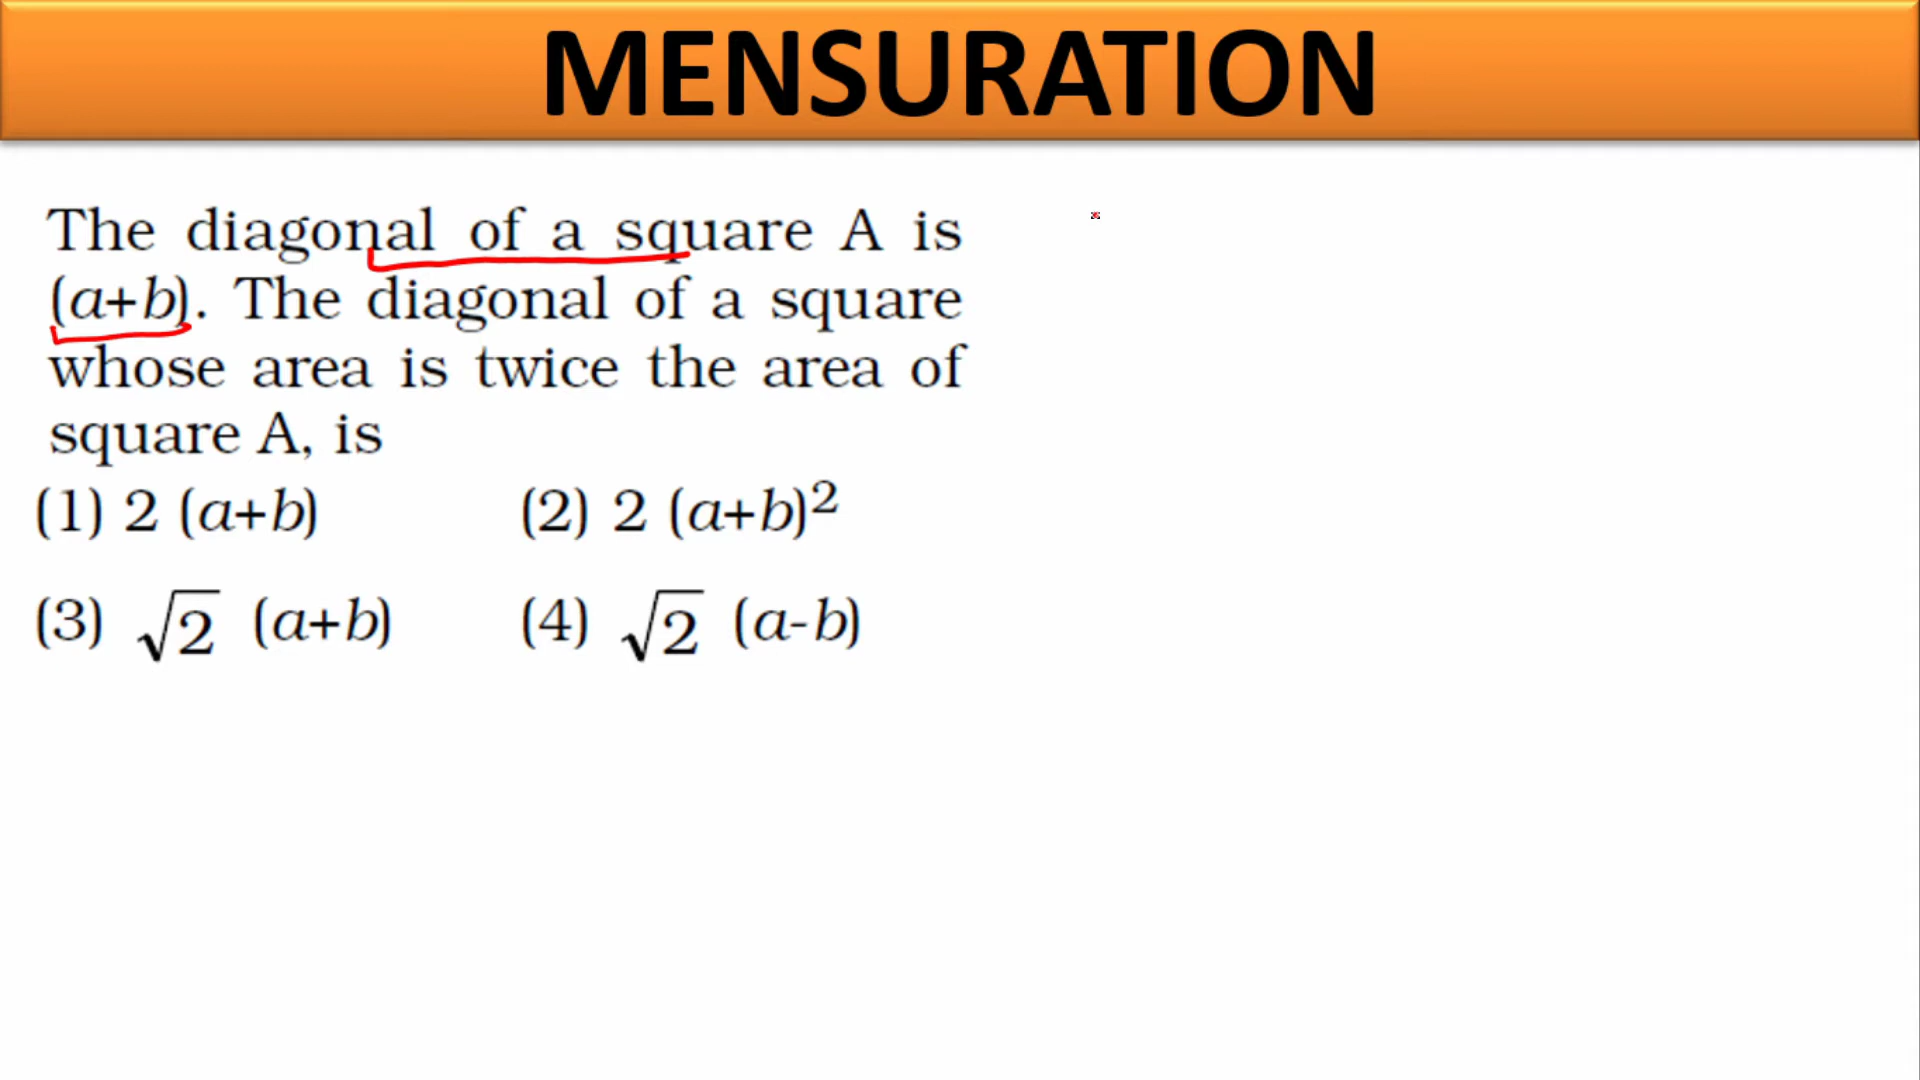 MENSURATION
The diagonal of a square A is
(a+b). The diagonal of a square
whose area is twice the area of
square A, is
(1) 2 (a+b) (2) 2 (a+b)²
(3) √2 (a+b) (4) √2 (a-b)